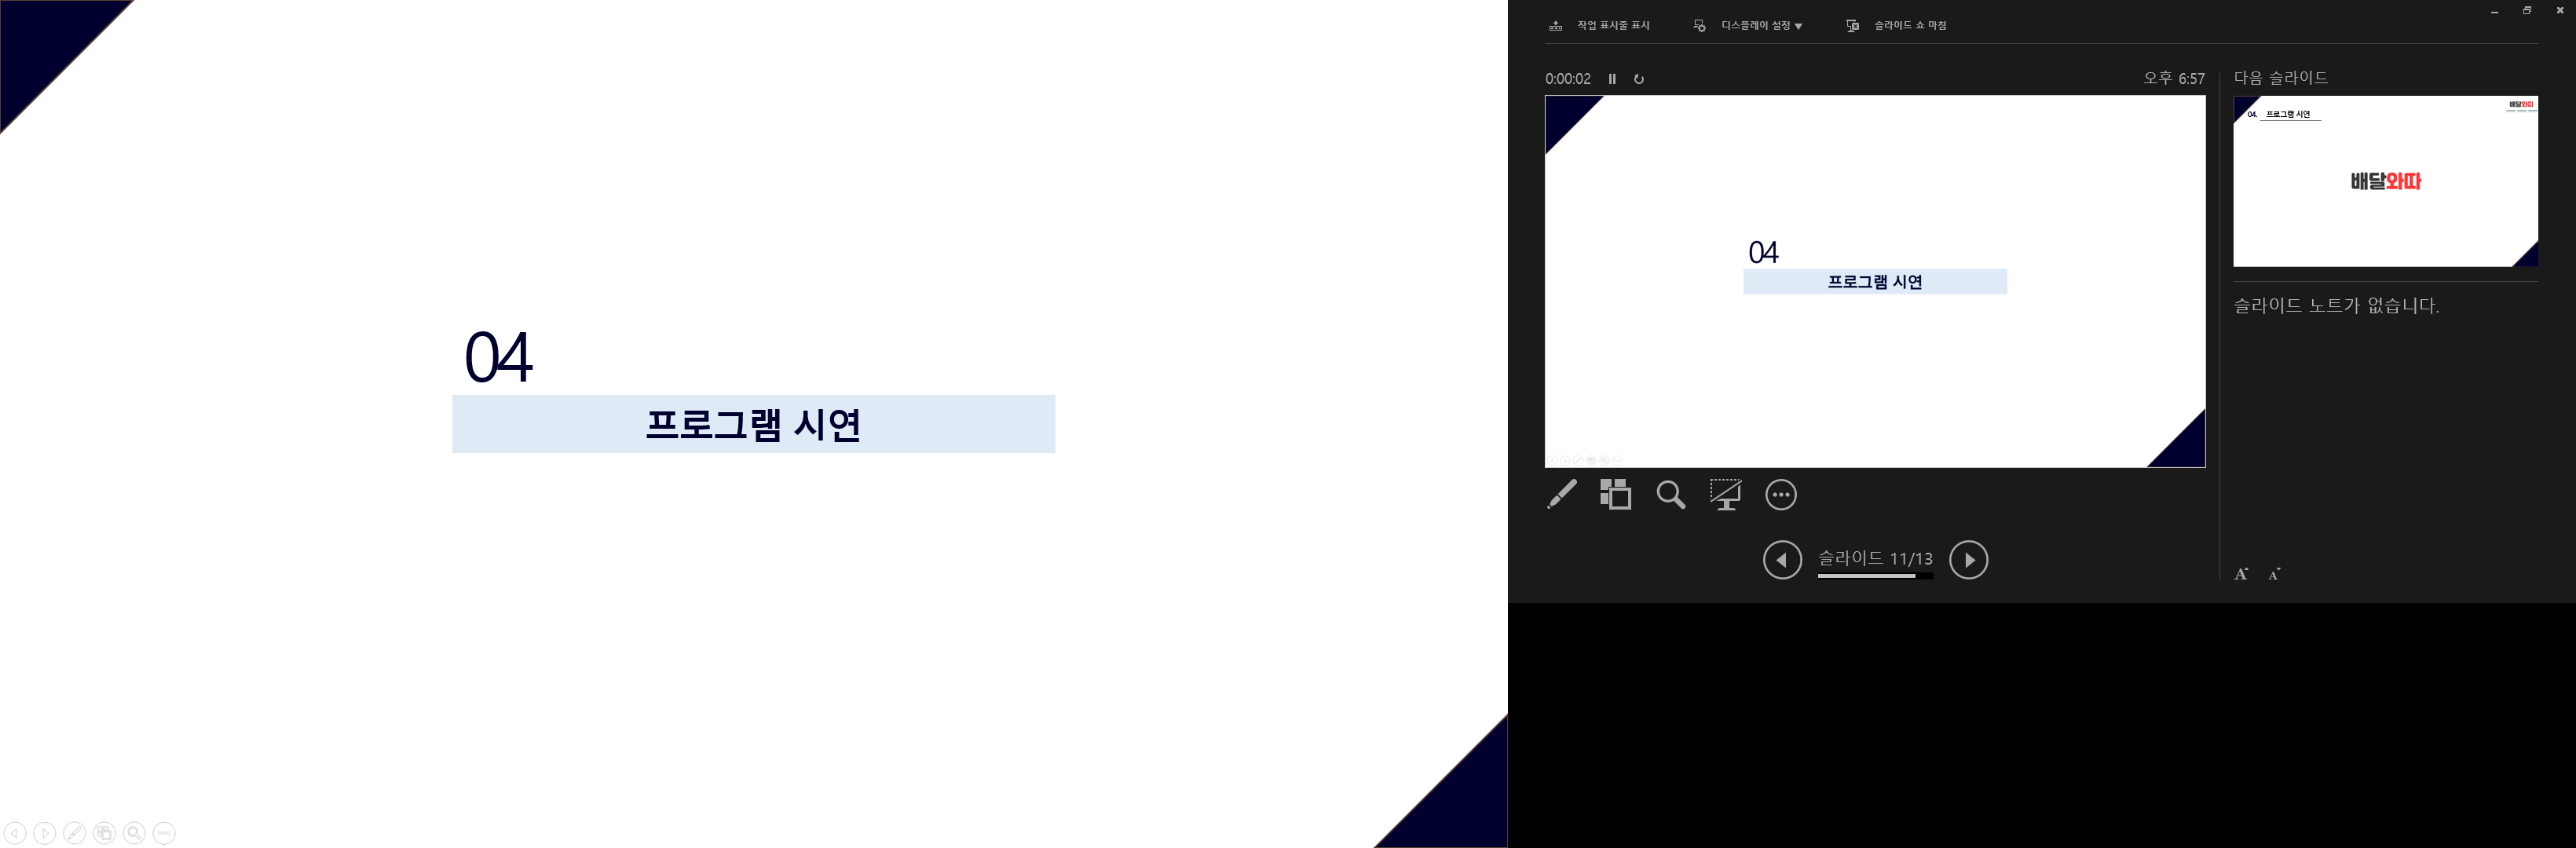 04
프로그램 시연
작업 표시줄 표시
디스플레이 설정
슬라이드 쇼 마침
0:00:02
오후 6:57
04
프로그램 시연
슬라이드 11/13
다음 슬라이드
배달와따
04. 프로그램 시연
배달와따
슬라이드 노트가 없습니다.
A A